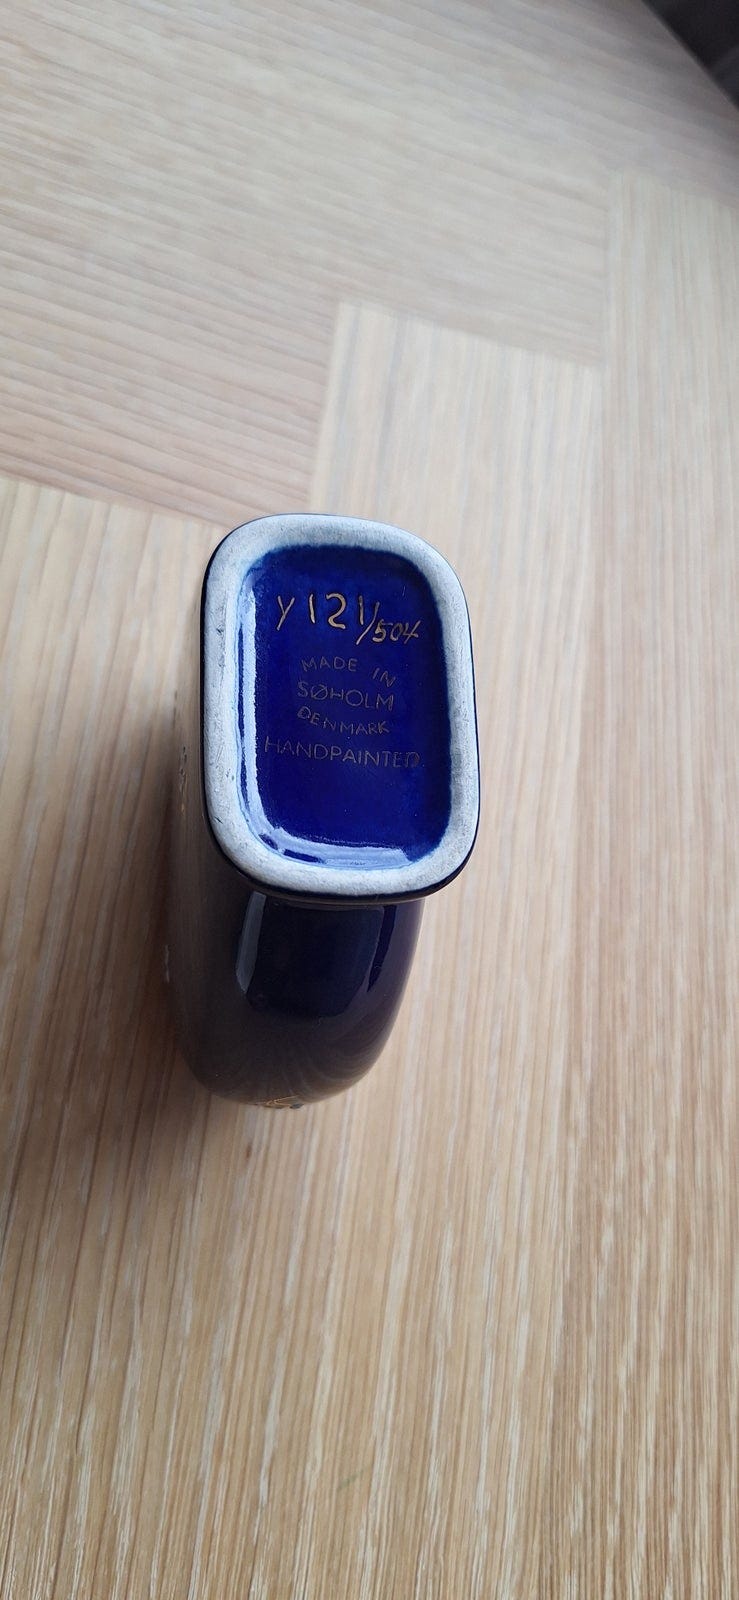 Y121/504
MADE IN
SØHOLM
DENMARK
HANDPAINTED